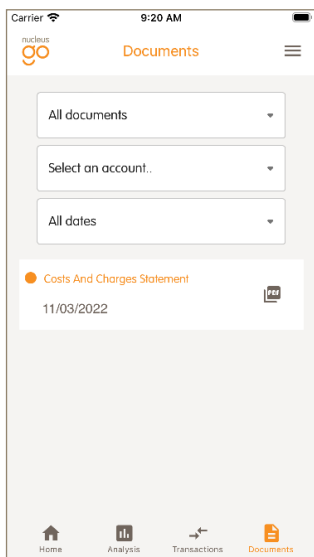 Carrier 9:20 AM
nucleus
go
Documents
All documents
Select an account..
All dates
Costs And Charges Statement
11/03/2022
PDF
Home Analysis Transactions Documents